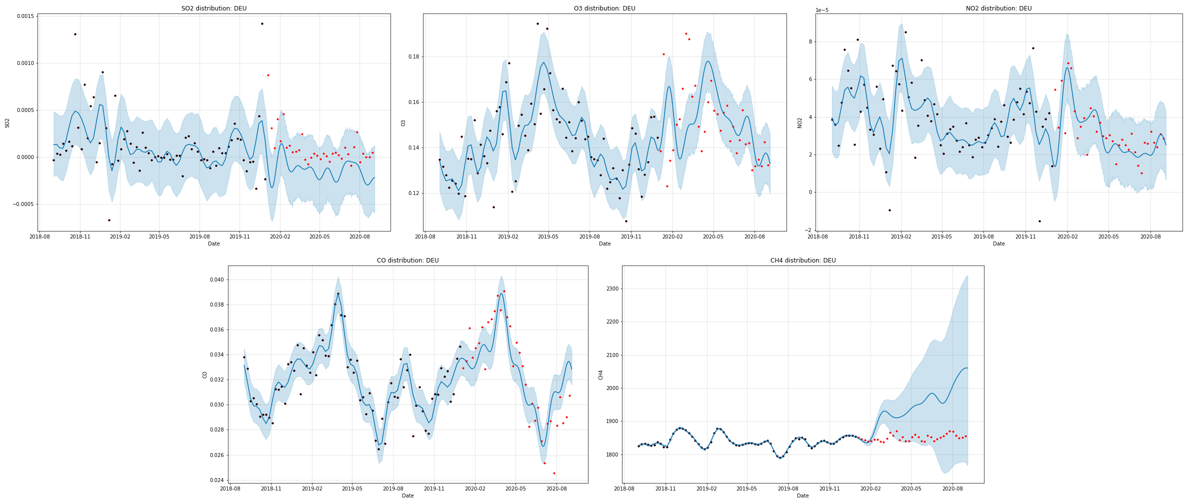 SO2 distribution: DEU
0.0015
0.0010
0.0005
0.0000
−0.0005
SO2
2018-08 2018-11 2019-02 2019-05 2019-08 2019-11 2020-02 2020-05 2020-08
Date
O3 distribution: DEU
0.18
0.16
0.14
0.12
O3
2018-08 2018-11 2019-02 2019-05 2019-08 2019-11 2020-02 2020-05 2020-08
Date
1e−5
NO2 distribution: DEU
8
6
4
2
0
−2
NO2
2018-08 2018-11 2019-02 2019-05 2019-08 2019-11 2020-02 2020-05 2020-08
Date
CO distribution: DEU
0.040
0.038
0.036
0.034
0.032
0.030
0.028
0.026
0.024
CO
2018-08 2018-11 2019-02 2019-05 2019-08 2019-11 2020-02 2020-05 2020-08
Date
CH4 distribution: DEU
2300
2200
2100
2000
1900
1800
CH4
2018-08 2018-11 2019-02 2019-05 2019-08 2019-11 2020-02 2020-05 2020-08
Date